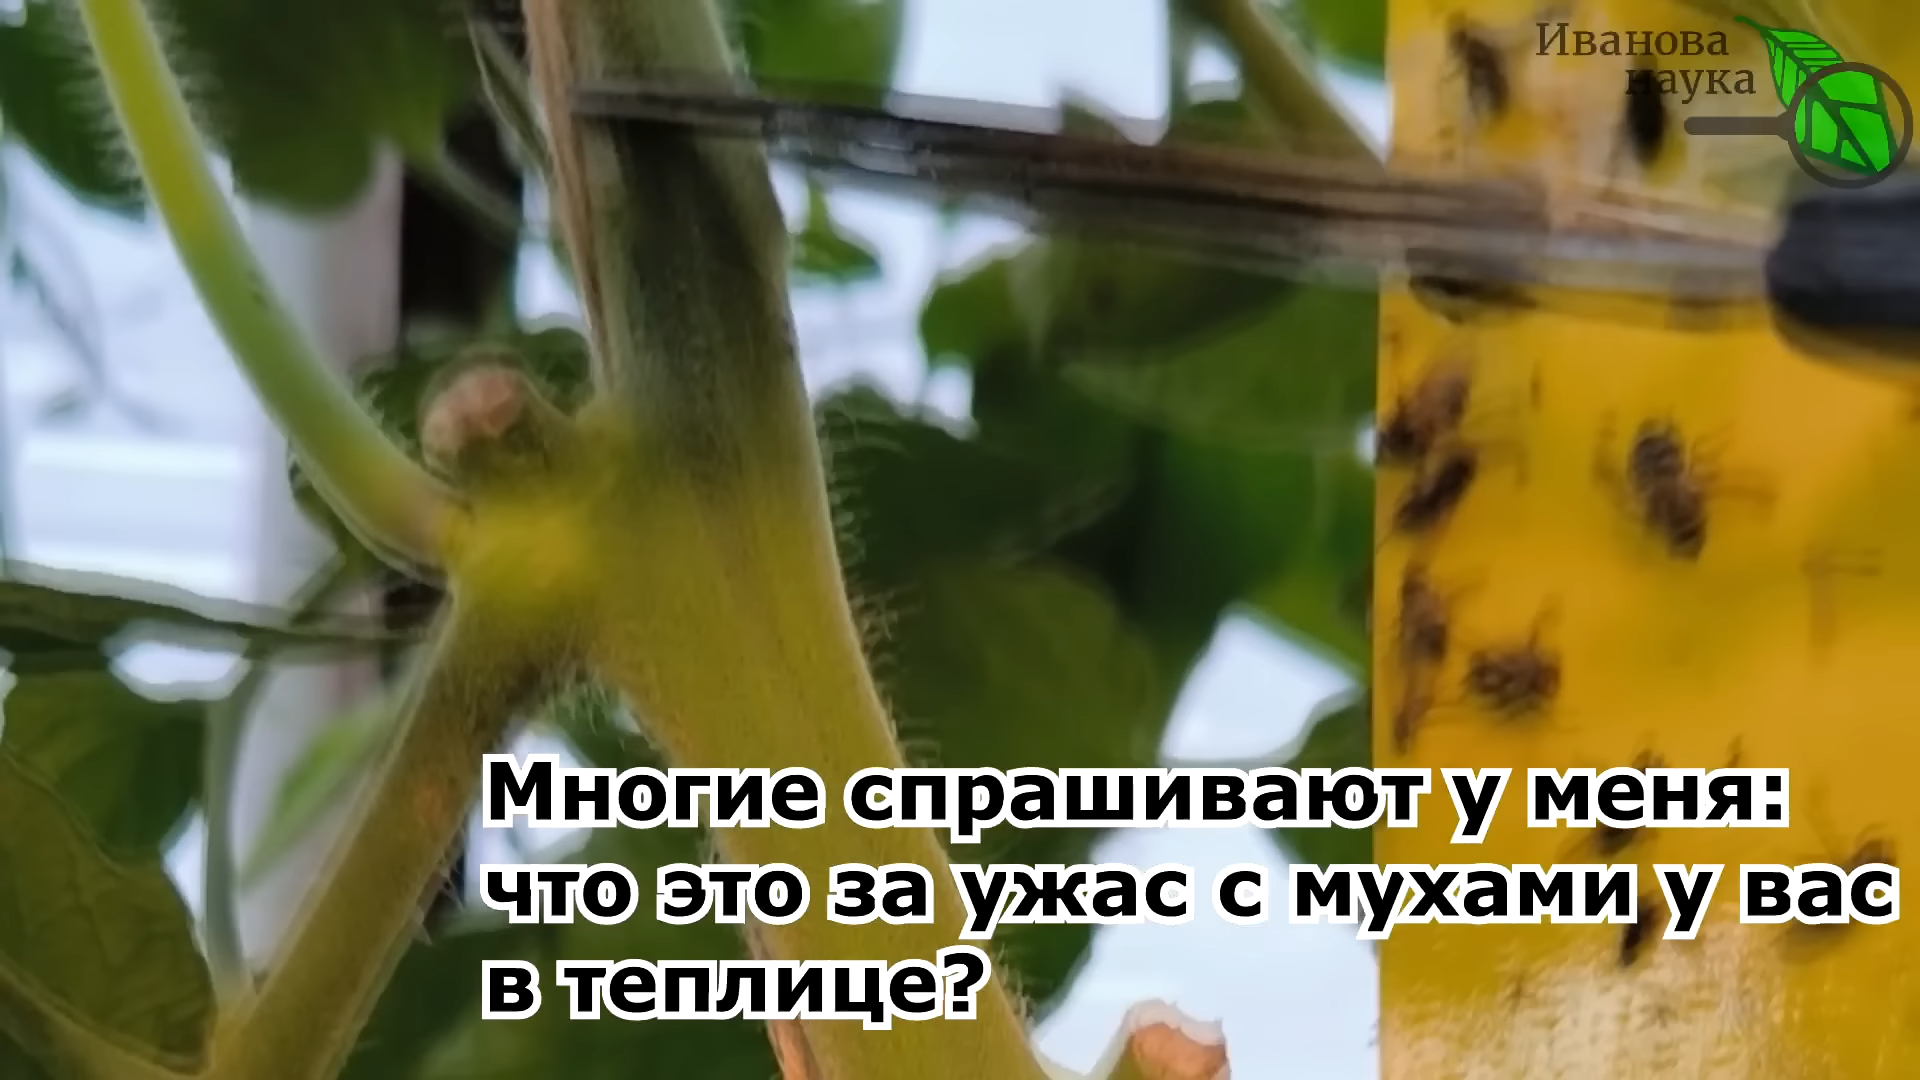 Иванова
наука
Многие спрашивают у меня:
что это за ужас с мухами у вас
в теплице?